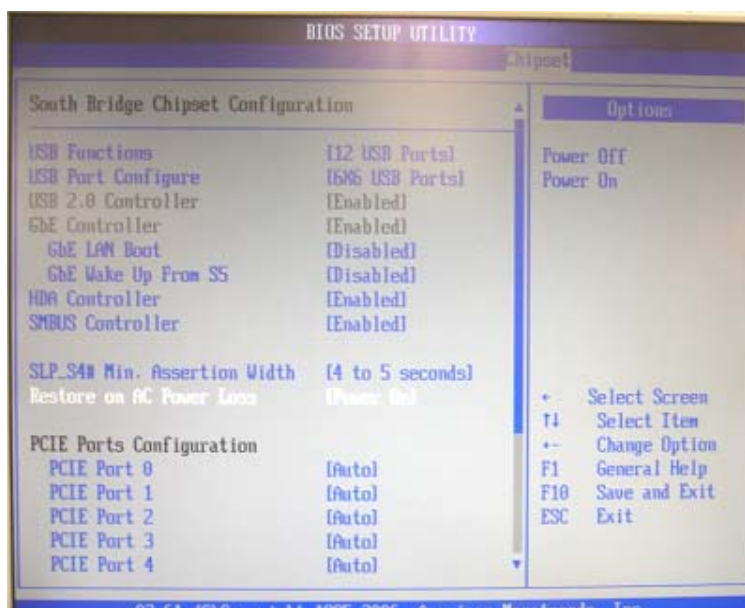 BIOS SETUP UTILITY
Chipset
South Bridge Chipset Configuration
USB Functions [12 USB Ports]
USB Port Configure [6X6 USB Ports]
USB 2.0 Controller [Enabled]
GbE Controller [Enabled]
GbE LAN Boot [Disabled]
GbE Wake Up From S5 [Disabled]
HDA Controller [Enabled]
SMBUS Controller [Enabled]
SLP_S4# Min. Assertion Width [4 to 5 seconds]
Restore on AC Power Loss [Power On]
PCIE Ports Configuration
PCIE Port 0 [Auto]
PCIE Port 1 [Auto]
PCIE Port 2 [Auto]
PCIE Port 3 [Auto]
PCIE Port 4 [Auto]
Options
Power Off
Power On
← Select Screen
↑↓ Select Item
+- Change Option
F1 General Help
F10 Save and Exit
ESC Exit
American Megatrends, Inc.